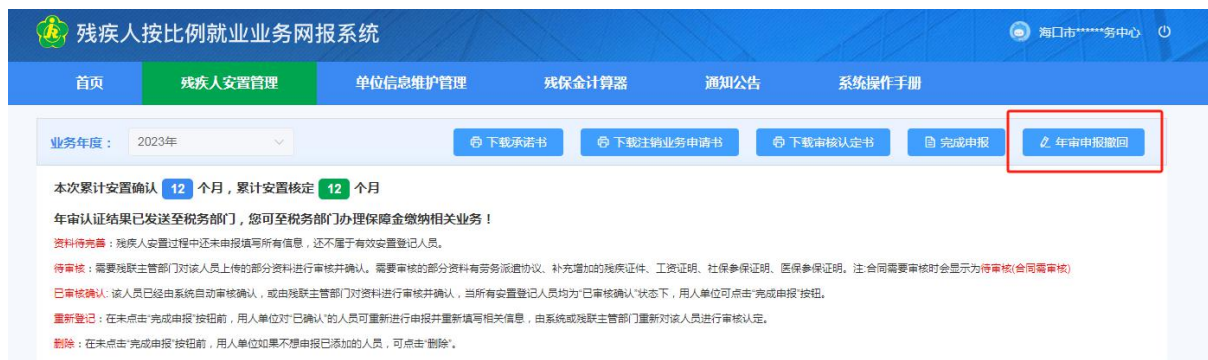 残疾人按比例就业业务网报系统
海口市******务中心
首页 残疾人安置管理 单位信息维护管理 残保金计算器 通知公告 系统操作手册
业务年度： 2023年 下载承诺书 下载注销业务申请书 下载审核认定书 完成申报 年审申报撤回
本次累计安置确认 12 个月，累计安置核定 12 个月
年审认证结果已发送至税务部门，您可至税务部门办理保障金缴纳相关业务！
资料待完善：残疾人安置过程中还未申报填写所有信息，还不属于有效安置登记人员。
待审核：需要残联主管部门对该人员上传的部分资料进行审核并确认。需要审核的部分资料有劳务派遣协议、补充增加的残疾证件、工资证明、社保参保证明、医保参保证明。注:合同需要审核时会显示为待审核(合同需审核)
已审核确认: 该人员已经由系统自动审核确认，或由残联主管部门对资料进行审核并确认，当所有安置登记人员均为“已审核确认”状态下，用人单位可点击“完成申报”按钮。
重新登记：在未点击“完成申报”按钮前，用人单位对“已确认”的人员可重新进行申报并重新填写相关信息，由系统或残联主管部门重新对该人员进行审核认定。
删除：在未点击“完成申报”按钮前，用人单位如果不想申报已添加的人员，可点击“删除”。